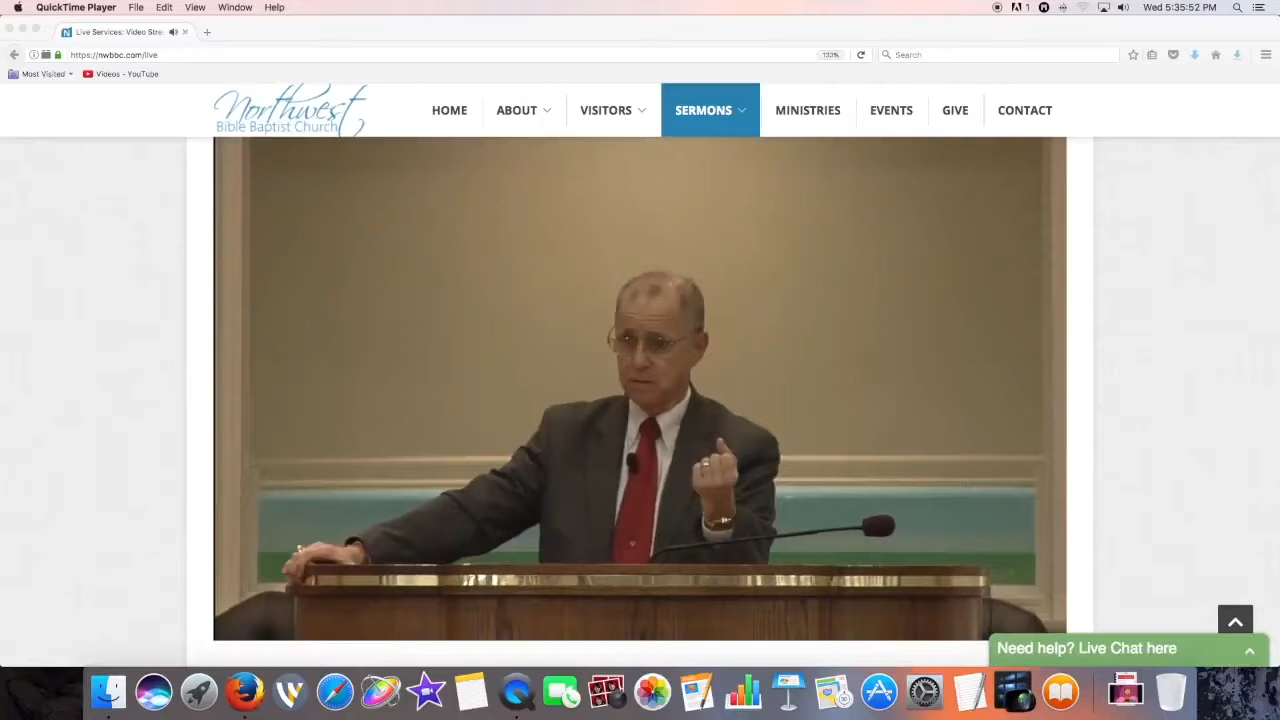 QuickTime Player File Edit View Window Help
1 Wed 5:35:52 PM
Live Services: Video Stre
https://nwbbc.com/live
133%
Search
Most Visited
Videos - YouTube
Northwest
Bible Baptist Church
HOME
ABOUT
VISITORS
SERMONS
MINISTRIES
EVENTS
GIVE
CONTACT
Need help? Live Chat here